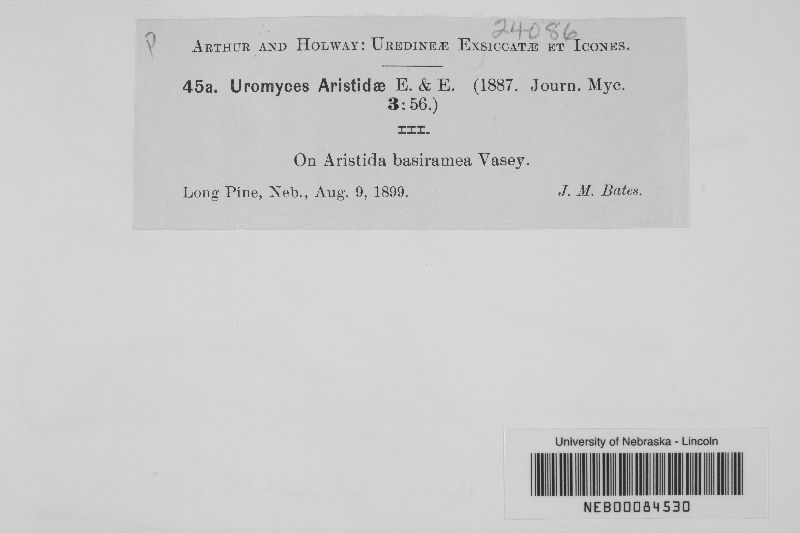 24086
P
ARTHUR AND HOLWAY: UREDINEÆ EXSICCATÆ ET ICONES.
45a. Uromyces Aristidæ E. & E. (1887. Journ. Myc.
3:56.)
III.
On Aristida basiramea Vasey.
Long Pine, Neb., Aug. 9, 1899. J. M. Bates.
University of Nebraska - Lincoln
NEB00084530